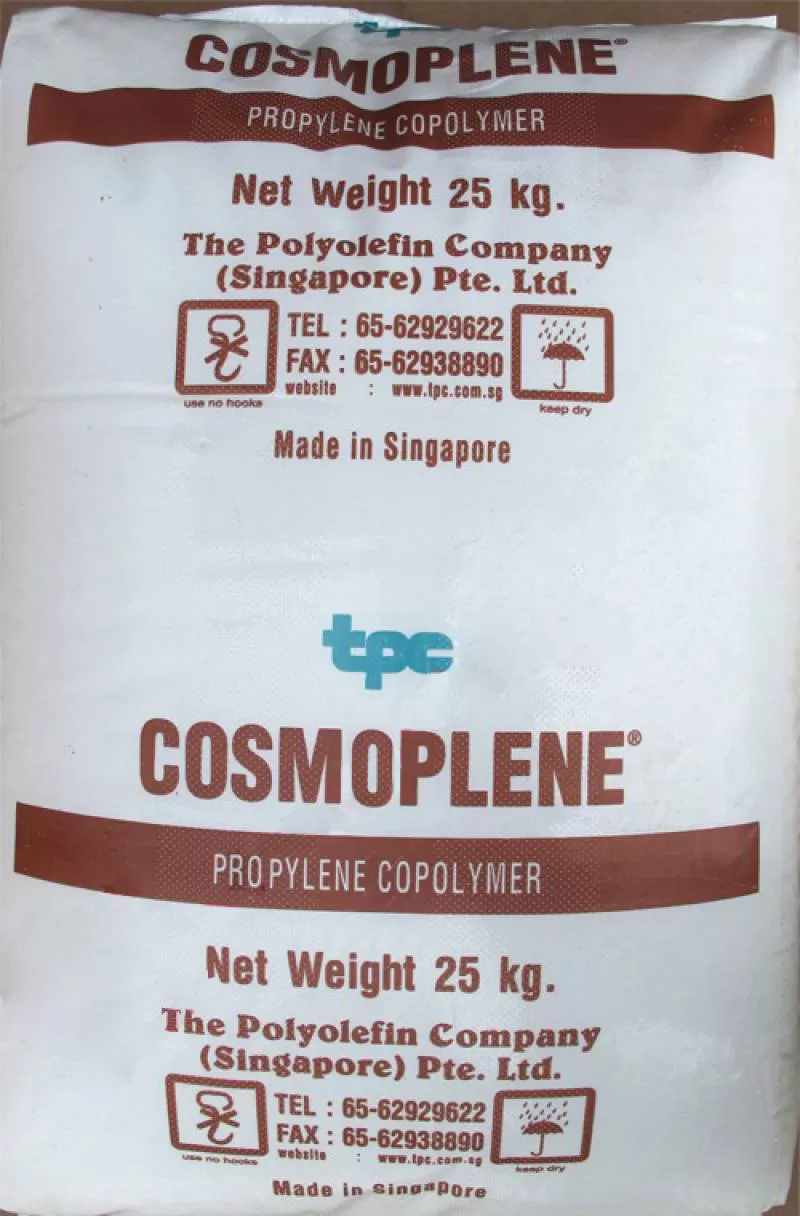 tpc
COSMOPLENE®
PROPYLENE COPOLYMER
Net Weight 25 kg.
The Polyolefin Company
(Singapore) Pte. Ltd.
TEL : 65-62929622
FAX : 65-62938890
website : www.tpc.com.sg
use no hooks
keep dry
Made in Singapore
tpc
COSMOPLENE®
PROPYLENE COPOLYMER
Net Weight 25 kg.
The Polyolefin Company
(Singapore) Pte. Ltd.
TEL : 65-62929622
FAX : 65-62938890
website : www.tpc.com.sg
use no hooks
keep dry
Made in Singapore